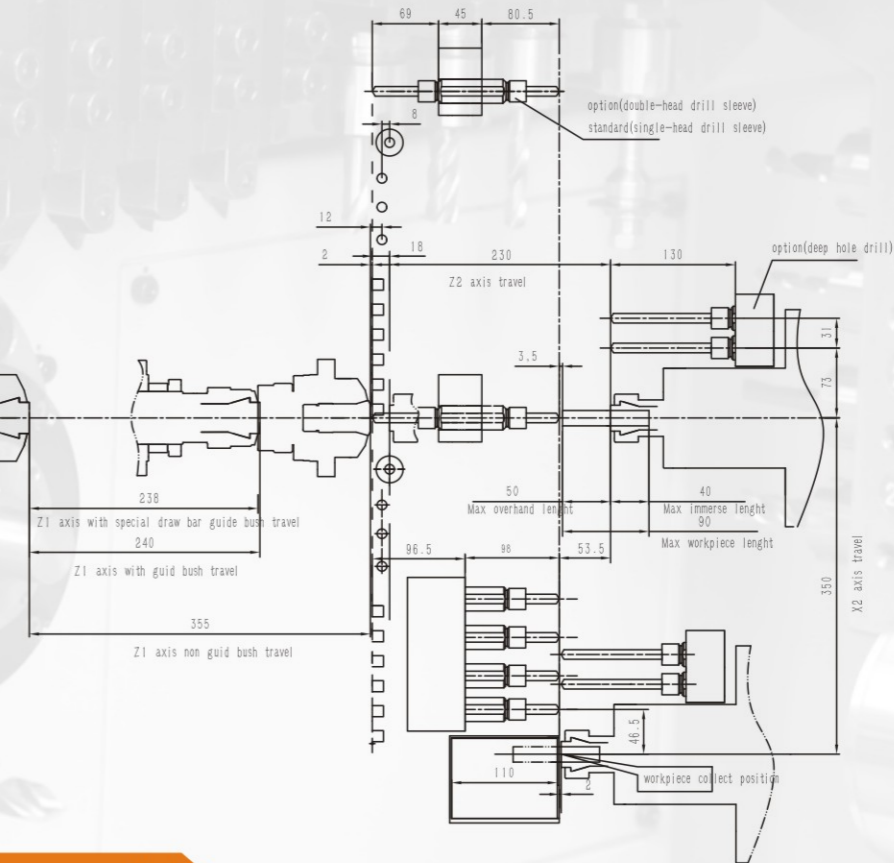 69 45 80.5
option(double-head drill sleeve)
standard(single-head drill sleeve)
8
12
2 18 230 130
Z2 axis travel
option(deep hole drill)
31
3.5
73
238
Z1 axis with special draw bar guide bush travel
240
Z1 axis with guid bush travel
50 40
Max overhand lenght Max immerse lenght
90
Max workpiece lenght
96.5 98 53.5
350
X2 axis travel
355
Z1 axis non guid bush travel
46.5
110
2
workpiece collect position